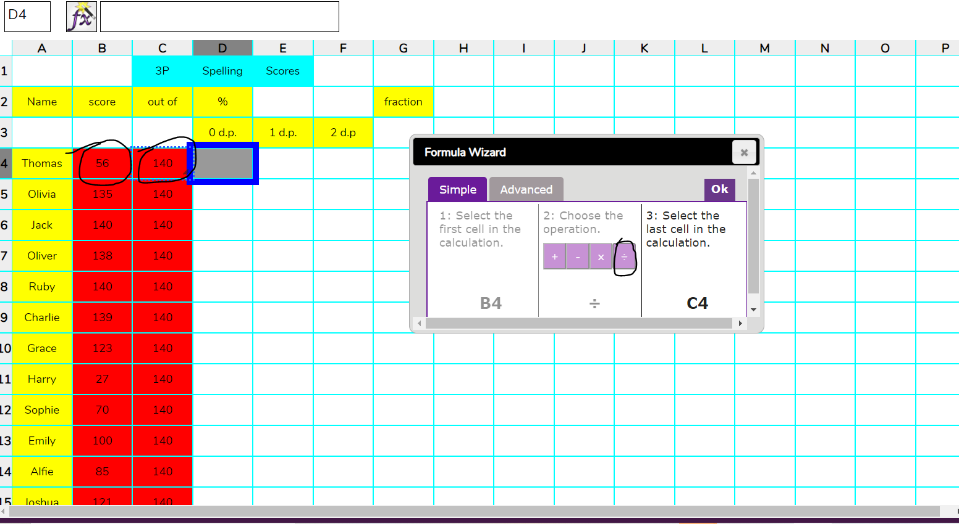 D4
fx
A B C D E F G H I J K L M N O P
1 3P Spelling Scores
2 Name score out of % fraction
3 0 d.p. 1 d.p. 2 d.p
4 Thomas 56 140
5 Olivia 140
6 Jack 140 140
7 Oliver 138 140
8 Ruby 140 140
9 Charlie 139 140
10 Grace 123 140
11 Harry 27 140
12 Sophie 70 140
13 Emily 100 140
14 Alfie 85 140
15 Joshua 121 140
Formula Wizard
Simple Advanced Ok
1: Select the
first cell in the
calculation.
B4
2: Choose the
operation.
+ - x ÷
÷
3: Select the
last cell in the
calculation.
C4